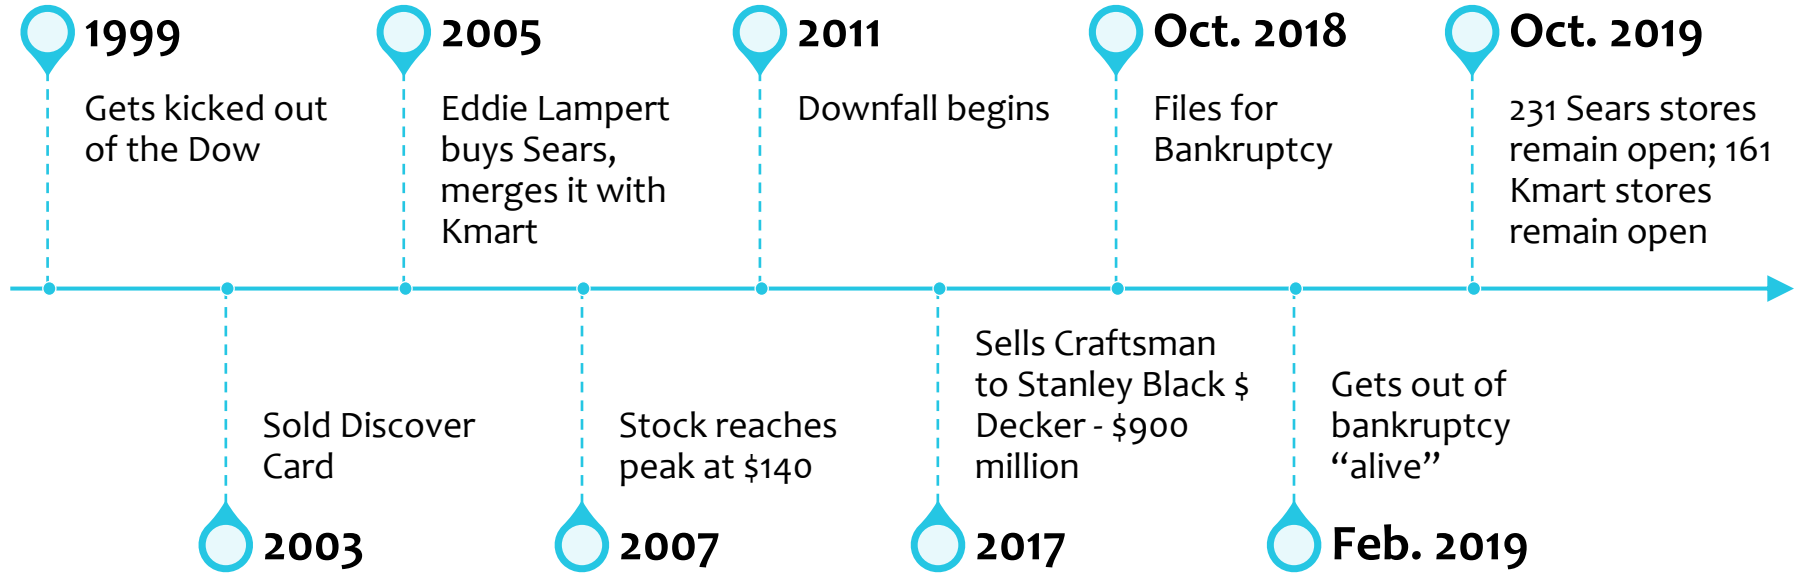 1999
Gets kicked out
of the Dow
2003
Sold Discover
Card
2005
Eddie Lampert
buys Sears,
merges it with
Kmart
2007
Stock reaches
peak at $140
2011
Downfall begins
2017
Sells Craftsman
to Stanley Black $
Decker - $900
million
Oct. 2018
Files for
Bankruptcy
Feb. 2019
Gets out of
bankruptcy
“alive”
Oct. 2019
231 Sears stores
remain open; 161
Kmart stores
remain open